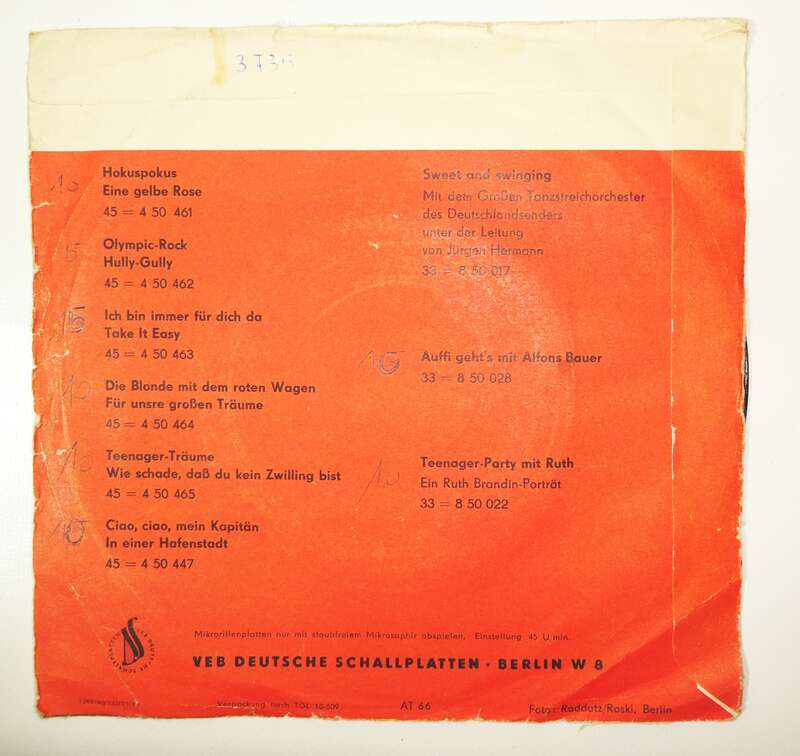 Hokuspokus
Eine gelbe Rose
45 = 4 50 461
Olympic-Rock
Hully-Gully
45 = 4 50 462
Ich bin immer für dich da
Take It Easy
45 = 4 50 463
Die Blonde mit dem roten Wagen
Für unsre großen Träume
45 = 4 50 464
Teenager-Träume
Wie schade, daß du kein Zwilling bist
45 = 4 50 465
Ciao, ciao, mein Kapitän
In einer Hafenstadt
45 = 4 50 447
Sweet and swinging
Mit dem Großen Tanzstreichorchester
des Deutschlandsenders
unter der Leitung
von Jürgen Hermann
33 = 8 50 017
Auffi geht's mit Alfons Bauer
33 = 8 50 028
Teenager-Party mit Ruth
Ein Ruth Brandin-Porträt
33 = 8 50 022
Mikrorillenplatten nur mit staubfreiem Mikrosaphir abspielen. Einstellung 45 U/min.
VEB DEUTSCHE SCHALLPLATTEN · BERLIN W 8
Verpackung nach TGL 10-609
AT 66
Foto: Raddatz/Roski, Berlin